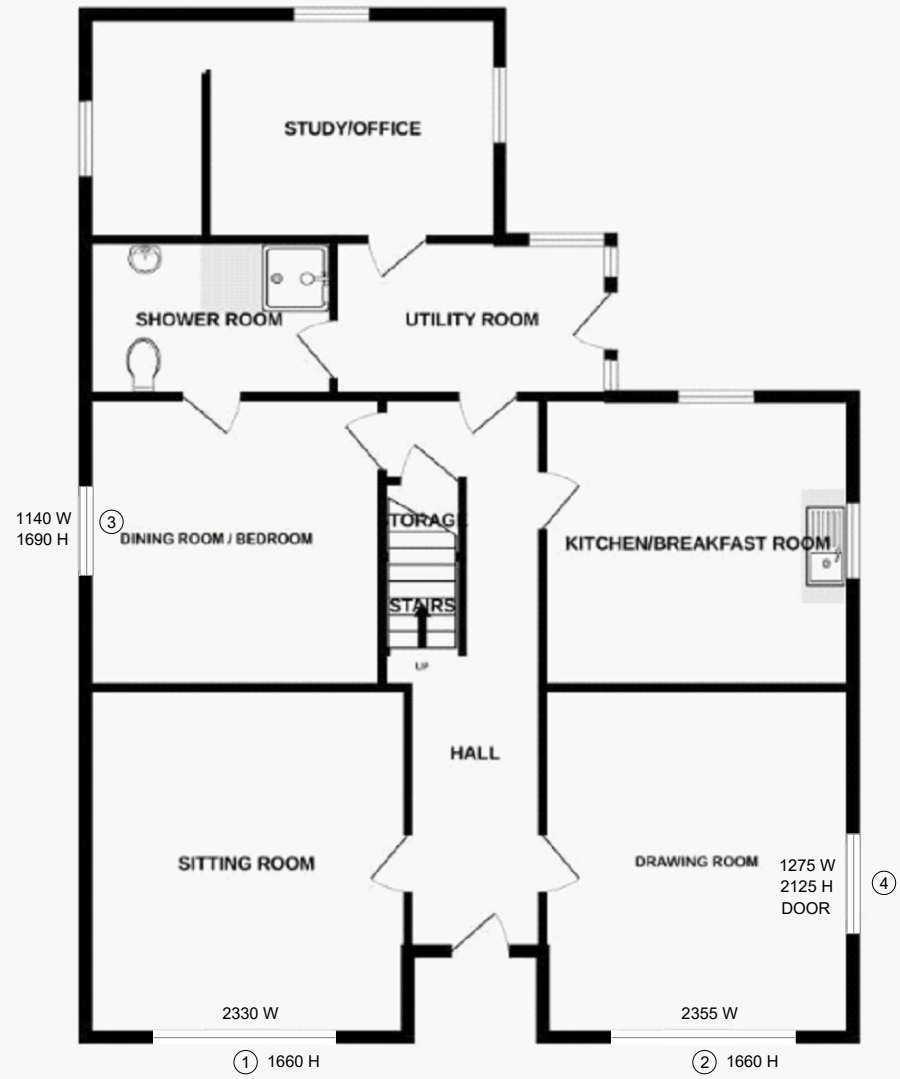 STUDY/OFFICE
SHOWER ROOM
UTILITY ROOM
1140 W
1690 H
3
DINING ROOM / BEDROOM
STORAGE
KITCHEN/BREAKFAST ROOM
STAIRS
UP
HALL
SITTING ROOM
DRAWING ROOM
1275 W
2125 H
DOOR
4
2330 W
1 1660 H
2355 W
2 1660 H